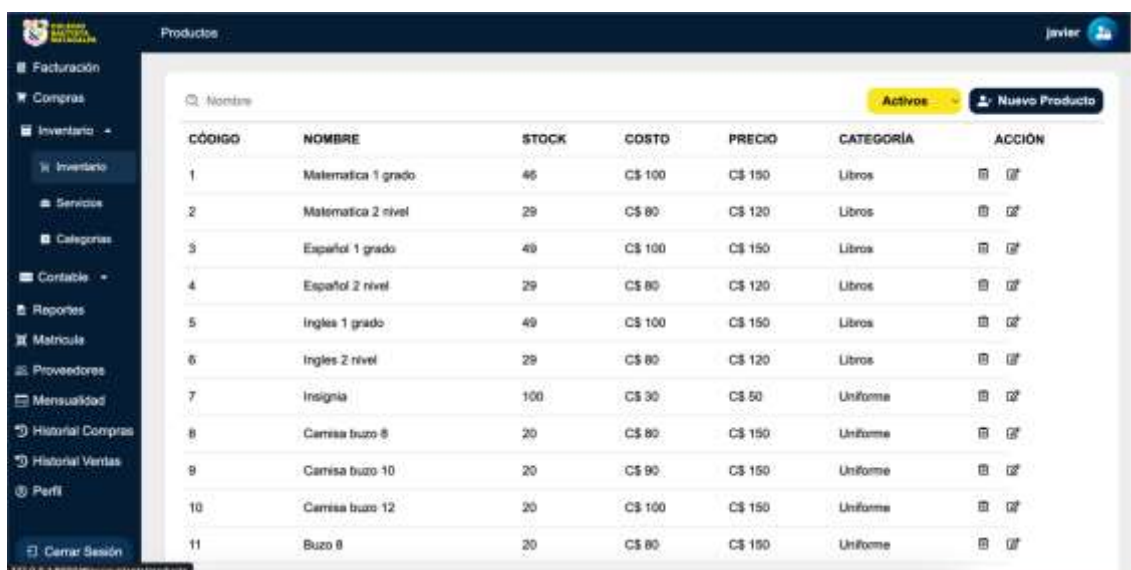 COLEGIO
BAUTISTA
MATAGALPA
Productos
javier
Facturación
Compras
Inventario
Inventario
Servicios
Categorias
Contable
Reportes
Matricula
Proveedores
Mensualidad
Historial Compras
Historial Ventas
Perfil
Cerrar Sesión
Nombre
Activos
Nuevo Producto
CÓDIGO NOMBRE STOCK COSTO PRECIO CATEGORÍA ACCIÓN
1 Matematica 1 grado 46 C$ 100 C$ 150 Libros
2 Matematica 2 nivel 29 C$ 80 C$ 120 Libros
3 Español 1 grado 49 C$ 100 C$ 150 Libros
4 Español 2 nivel 29 C$ 80 C$ 120 Libros
5 Ingles 1 grado 49 C$ 100 C$ 150 Libros
6 Ingles 2 nivel 29 C$ 80 C$ 120 Libros
7 Insignia 100 C$ 30 C$ 50 Uniforme
8 Camisa buzo 8 20 C$ 80 C$ 150 Uniforme
9 Camisa buzo 10 20 C$ 90 C$ 150 Uniforme
10 Camisa buzo 12 20 C$ 100 C$ 150 Uniforme
11 Buzo 8 20 C$ 80 C$ 150 Uniforme